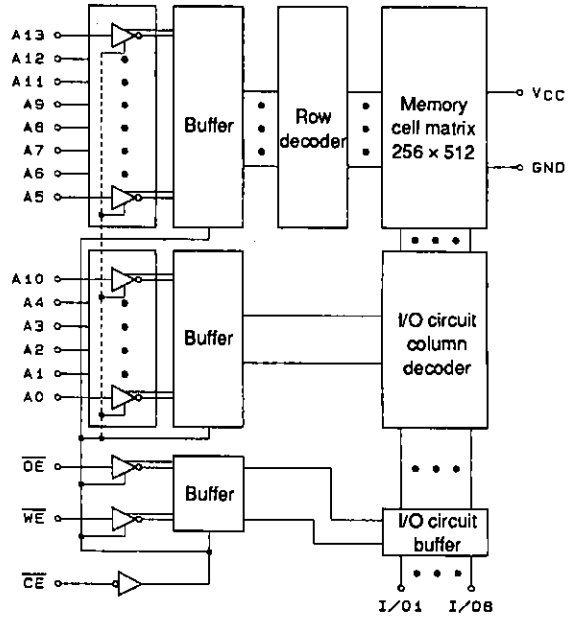 A13
A12
A11
A9
A8
A7
A6
A5
Buffer
Row
decoder
Memory
cell matrix
256 × 512
VCC
GND
A10
A4
A3
A2
A1
A0
Buffer
I/O circuit
column
decoder
OE
WE
CE
Buffer
I/O circuit
buffer
I/O1
I/O8